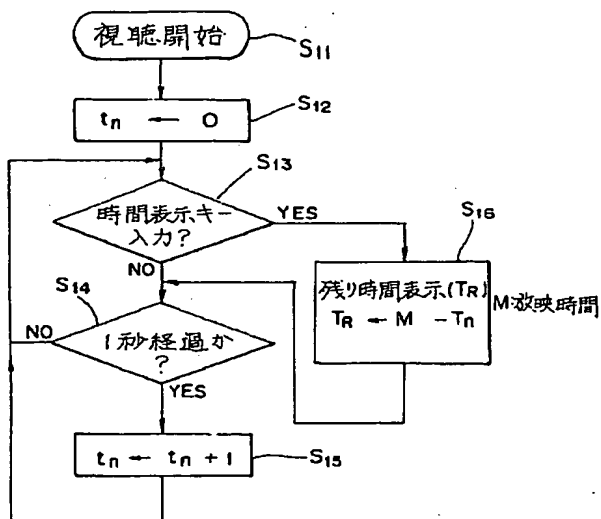 視聴開始
S11
tn ← 0
S12
S13
時間表示キー
入力?
YES
NO
S16
残り時間表示(TR)
TR ← M − Tn
M:放映時間
S14
1秒経過か
?
NO
YES
tn ← tn + 1
S15